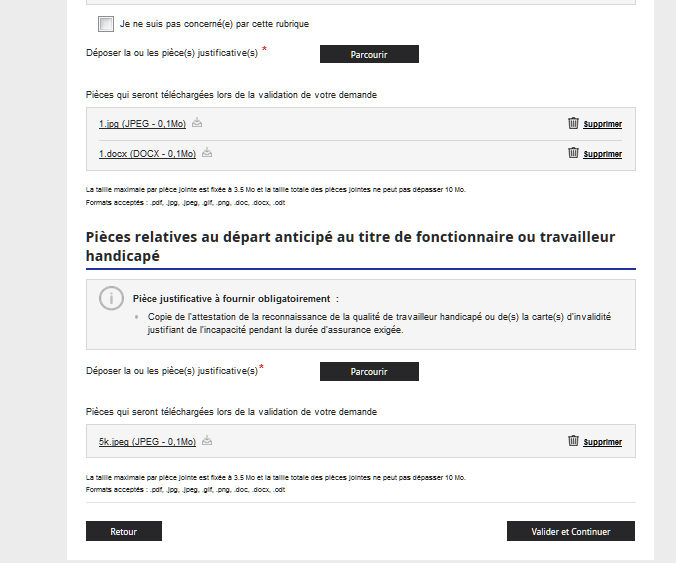 Je ne suis pas concerné(e) par cette rubrique
Déposer la ou les pièce(s) justificative(s) * Parcourir
Pièces qui seront téléchargées lors de la validation de votre demande
1.jpg (JPEG - 0,1Mo) Supprimer
1.docx (DOCX - 0,1Mo) Supprimer
La taille maximale par pièce jointe est fixée à 3.5 Mo et la taille totale des pièces jointes ne peut pas dépasser 10 Mo.
Formats acceptés : .pdf, .jpg, .jpeg, .gif, .png, .doc, .docx, .odt
Pièces relatives au départ anticipé au titre de fonctionnaire ou travailleur
handicapé
Pièce justificative à fournir obligatoirement :
Copie de l'attestation de la reconnaissance de la qualité de travailleur handicapé ou de(s) la carte(s) d'invalidité
justifiant de l'incapacité pendant la durée d'assurance exigée.
Déposer la ou les pièce(s) justificative(s) * Parcourir
Pièces qui seront téléchargées lors de la validation de votre demande
5k.jpeg (JPEG - 0,1Mo) Supprimer
La taille maximale par pièce jointe est fixée à 3.5 Mo et la taille totale des pièces jointes ne peut pas dépasser 10 Mo.
Formats acceptés : .pdf, .jpg, .jpeg, .gif, .png, .doc, .docx, .odt
Retour Valider et Continuer